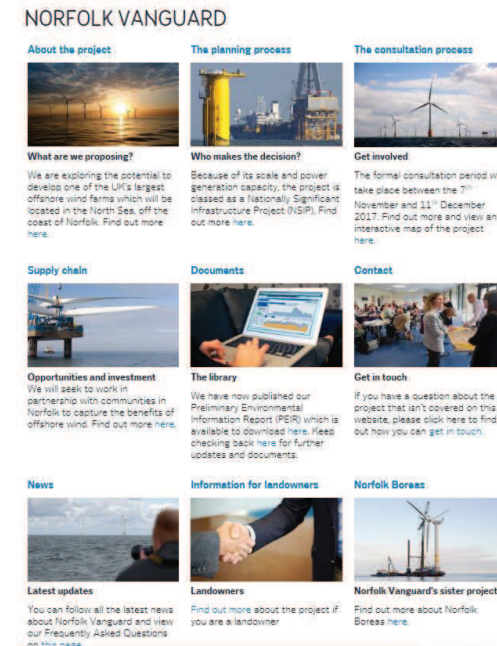 NORFOLK VANGUARD
About the project
What are we proposing?
We are exploring the potential to
develop one of the UK's largest
offshore wind farms which will be
located in the North Sea, off the
coast of Norfolk. Find out more
here.
The planning process
Who makes the decision?
Because of its scale and power
generation capacity, the project is
classed as a Nationally Significant
Infrastructure Project (NSIP). Find
out more here.
The consultation process
Get involved
The formal consultation period w
take place between the 7th
November and 11th December
2017. Find out more and view an
interactive map of the project
here.
Supply chain
Opportunities and investment
We will seek to work in
partnership with communities in
Norfolk to capture the benefits of
offshore wind. Find out more here.
Documents
The library
We have now published our
Preliminary Environmental
Information Report (PEIR) which is
available to download here. Keep
checking back here for further
updates and documents.
Contact
Get in touch
If you have a question about the
project that isn't covered on this
website, please click here to find
out how you can get in touch.
News
Latest updates
You can follow all the latest news
about Norfolk Vanguard and view
our Frequently Asked Questions
on this page
Information for landowners
Landowners
Find out more about the project if
you are a landowner
Norfolk Boreas
Norfolk Vanguard's sister project
Find out more about Norfolk
Boreas here.